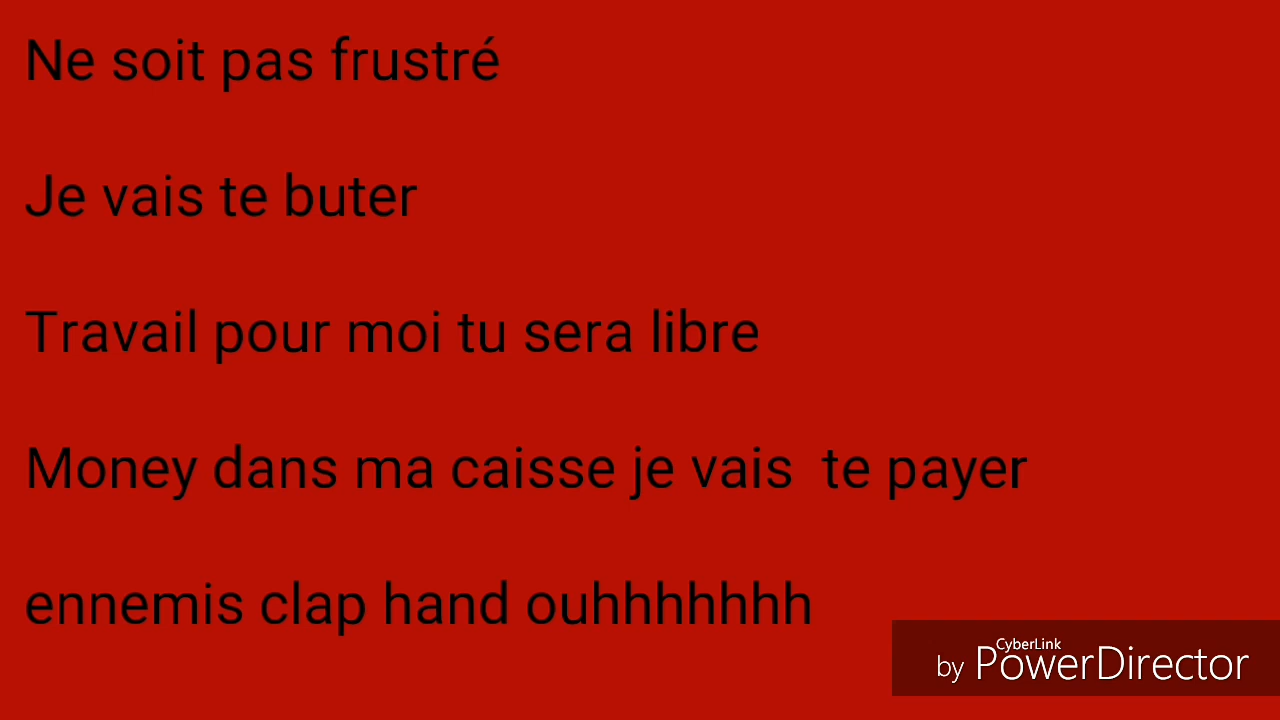 Ne soit pas frustré
Je vais te buter
Travail pour moi tu sera libre
Money dans ma caisse je vais  te payer
ennemis clap hand ouhhhhhhh
CyberLink
by PowerDirector